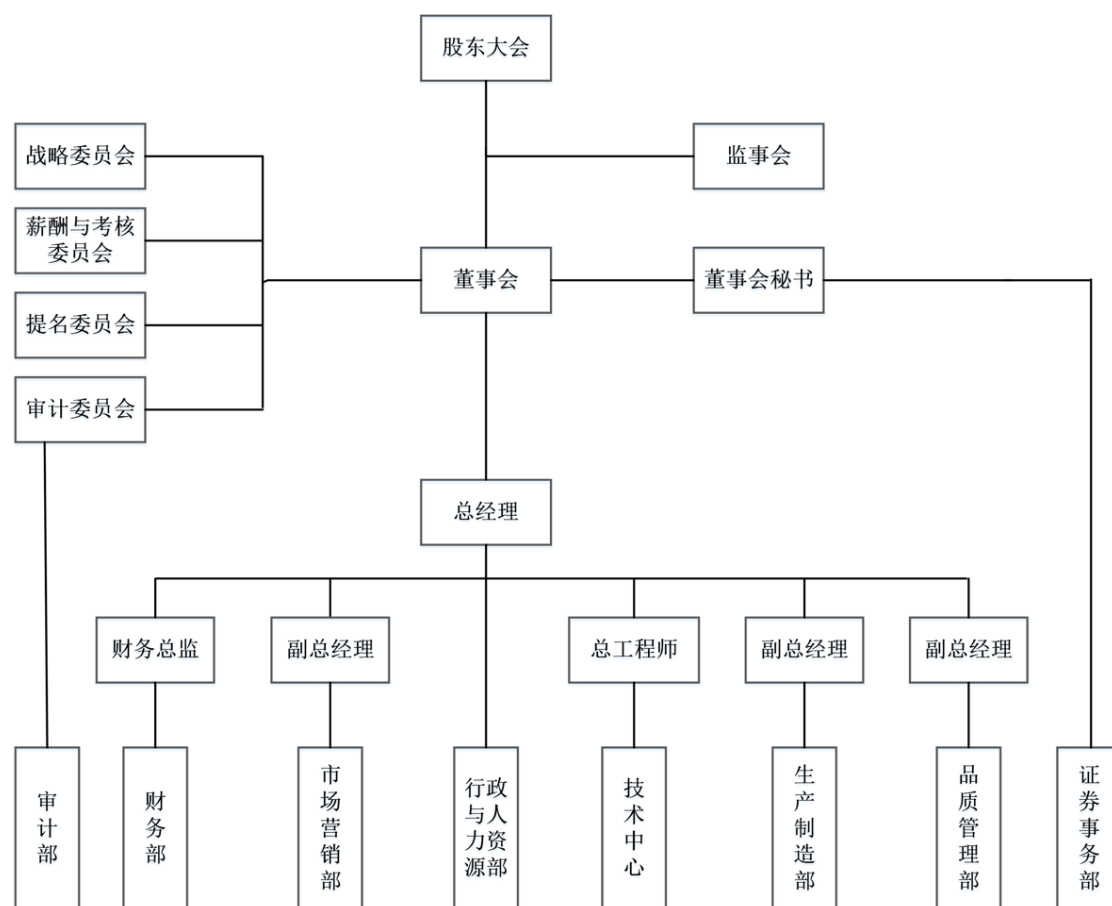 股东大会
战略委员会
监事会
薪酬与考核
委员会
董事会
董事会秘书
提名委员会
审计委员会
总经理
财务总监
副总经理
总工程师
副总经理
副总经理
审计部
财务部
市场营销部
行政与人力资源部
技术中心
生产制造部
品质管理部
证券事务部